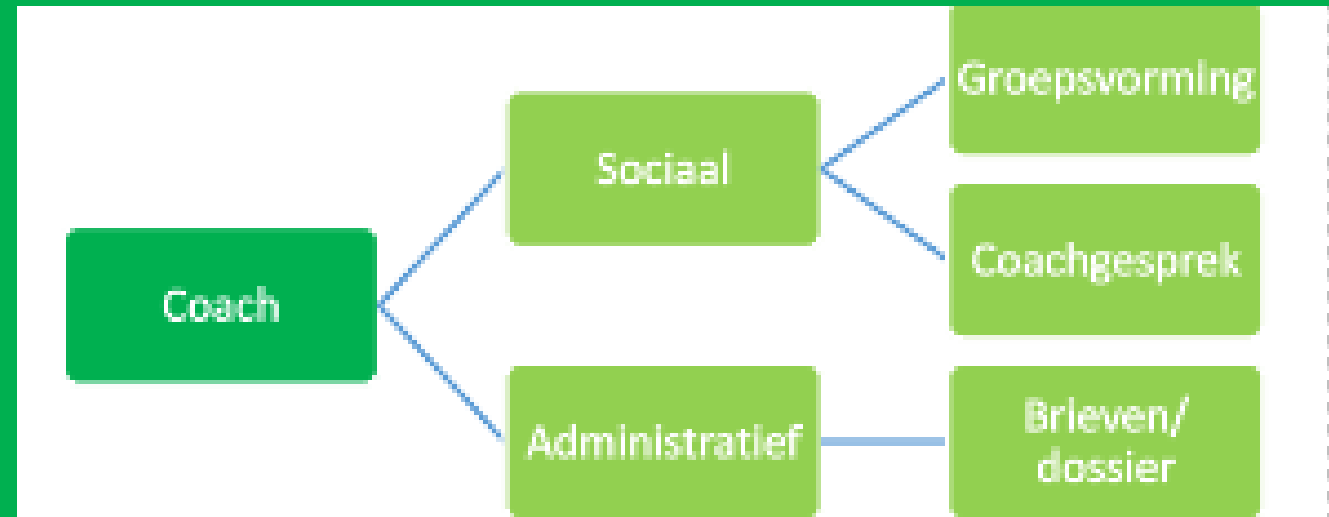 Groepsvorming
Sociaal
Coachgesprek
Coach
Administratief
Brieven/
dossier